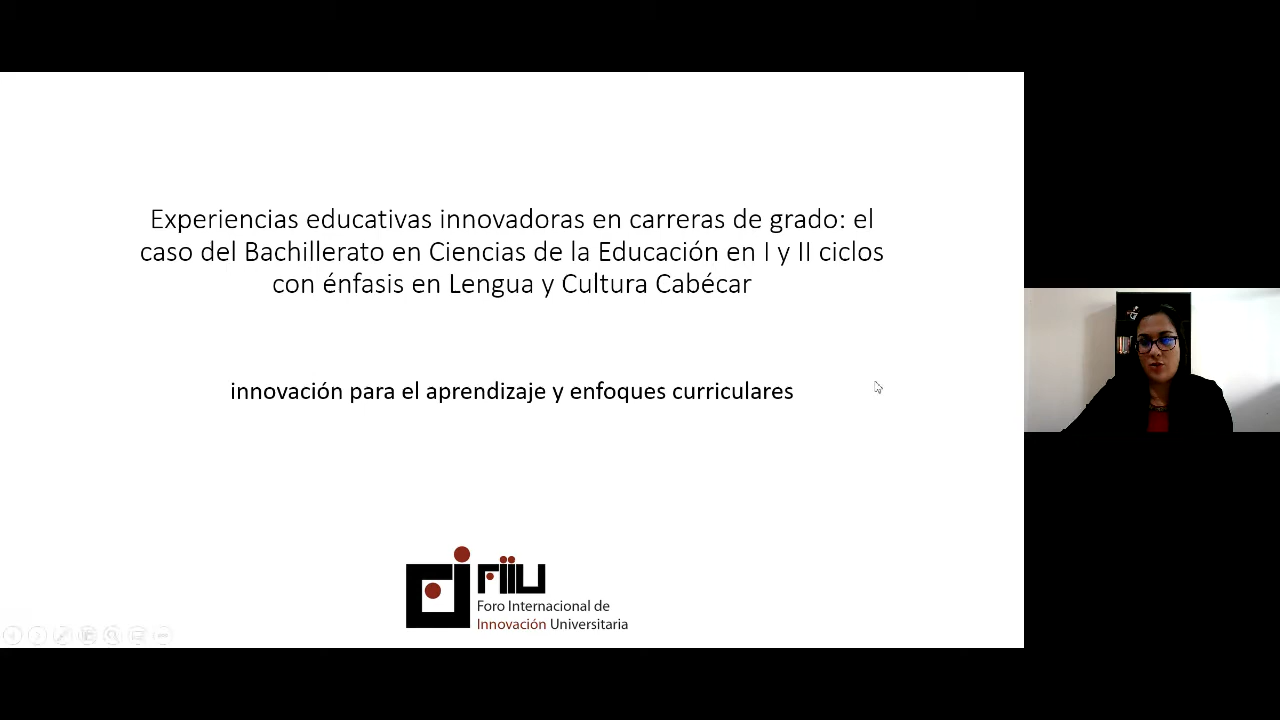 Experiencias educativas innovadoras en carreras de grado: el
caso del Bachillerato en Ciencias de la Educación en I y II ciclos
con énfasis en Lengua y Cultura Cabécar
innovación para el aprendizaje y enfoques curriculares
FIIU
Foro Internacional de
Innovación Universitaria